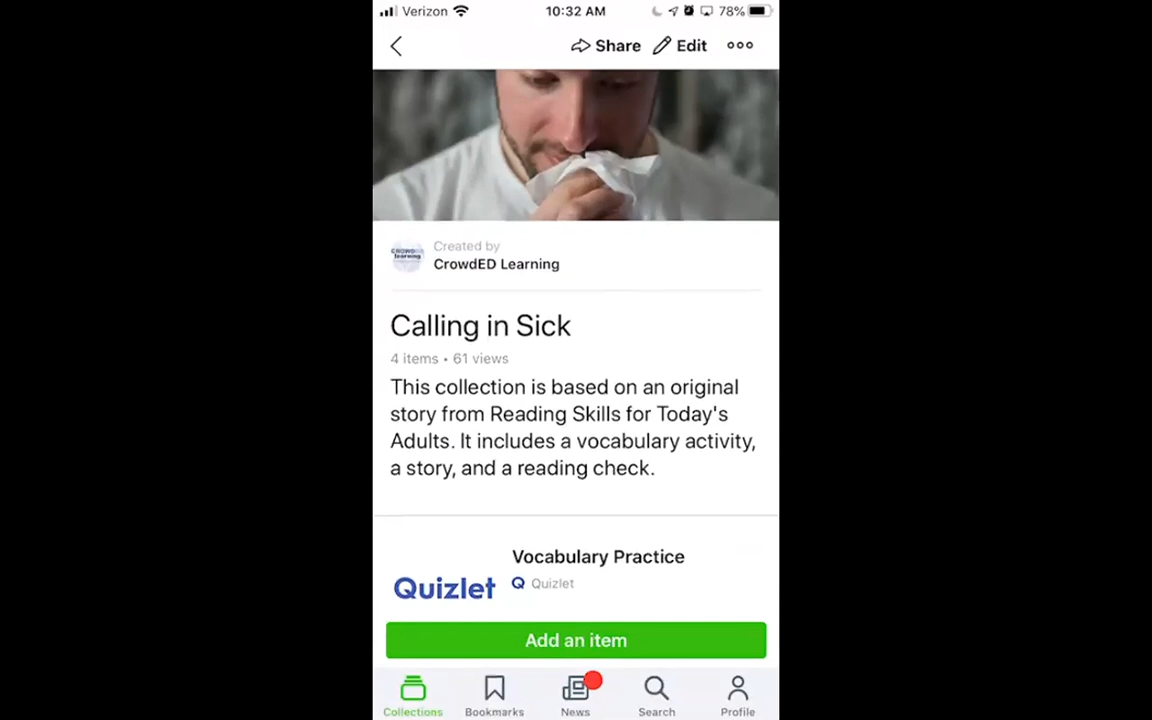 Verizon 10:32 AM 78%
Share Edit
CROWDED
learning
Created by
CrowdED Learning
Calling in Sick
4 items • 61 views
This collection is based on an original
story from Reading Skills for Today's
Adults. It includes a vocabulary activity,
a story, and a reading check.
Vocabulary Practice
Quizlet Q Quizlet
Add an item
Collections Bookmarks News Search Profile